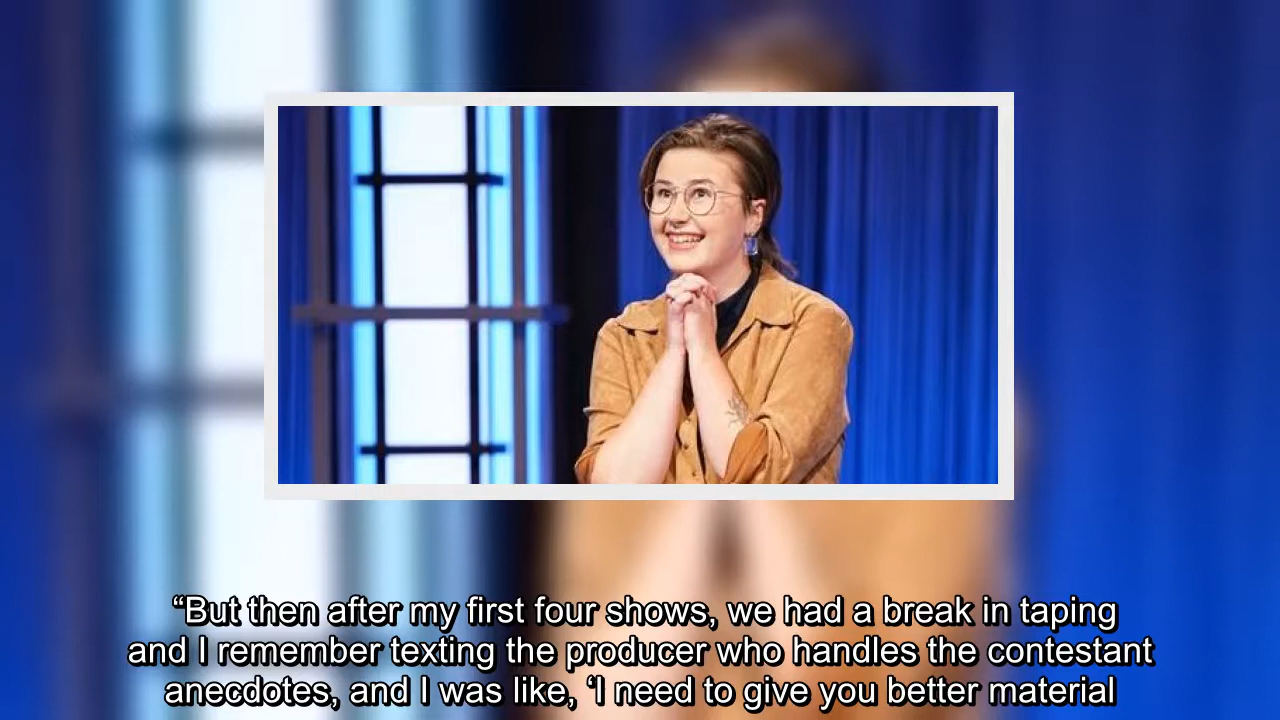 “But then after my first four shows, we had a break in taping
and I remember texting the producer who handles the contestant
anecdotes, and I was like, ‘I need to give you better material